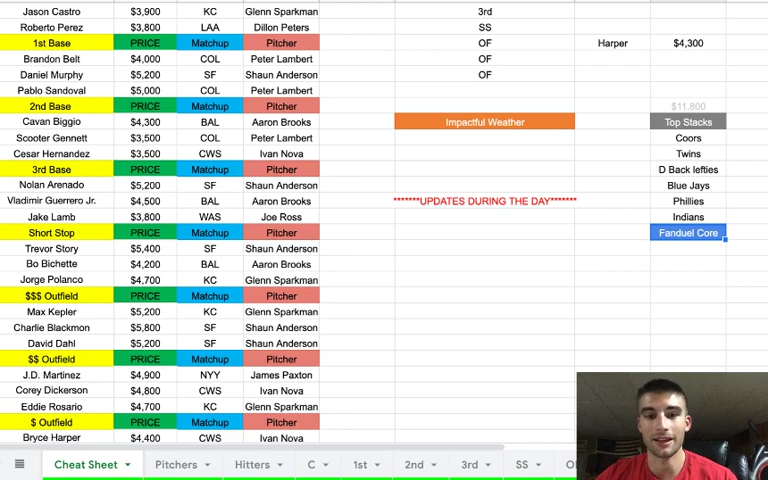 Jason Castro $3,900 KC Glenn Sparkman 3rd
Roberto Perez $3,800 LAA Dillon Peters SS
1st Base PRICE Matchup Pitcher OF Harper $4,300
Brandon Belt $4,000 COL Peter Lambert OF
Daniel Murphy $5,200 SF Shaun Anderson OF
Pablo Sandoval $5,000 COL Peter Lambert
2nd Base PRICE Matchup Pitcher $11,800
Cavan Biggio $4,300 BAL Aaron Brooks Impactful Weather Top Stacks
Scooter Gennett $3,500 COL Peter Lambert Coors
Cesar Hernandez $3,500 CWS Ivan Nova Twins
3rd Base PRICE Matchup Pitcher D Back lefties
Nolan Arenado $5,200 SF Shaun Anderson Blue Jays
Vladimir Guerrero Jr. $4,500 BAL Aaron Brooks *******UPDATES DURING THE DAY******* Phillies
Jake Lamb $3,800 WAS Joe Ross Indians
Short Stop PRICE Matchup Pitcher Fanduel Core
Trevor Story $5,400 SF Shaun Anderson
Bo Bichette $4,200 BAL Aaron Brooks
Jorge Polanco $4,700 KC Glenn Sparkman
$$$ Outfield PRICE Matchup Pitcher
Max Kepler $5,200 KC Glenn Sparkman
Charlie Blackmon $5,800 SF Shaun Anderson
David Dahl $5,200 SF Shaun Anderson
$$ Outfield PRICE Matchup Pitcher
J.D. Martinez $4,900 NYY James Paxton
Corey Dickerson $4,800 CWS Ivan Nova
Eddie Rosario $4,700 KC Glenn Sparkman
$ Outfield PRICE Matchup Pitcher
Bryce Harper $4,400 CWS Ivan Nova
Cheat Sheet Pitchers Hitters C 1st 2nd 3rd SS